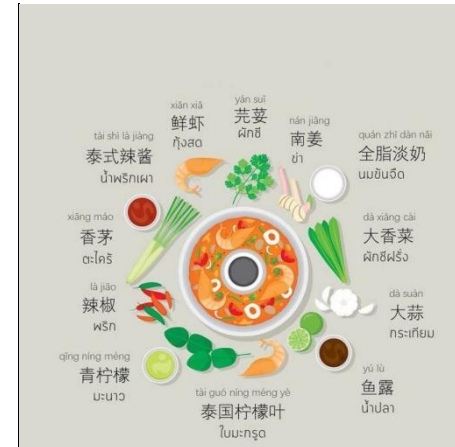 xiān xiā
鲜虾
กุ้งสด
yán suī
芫荽
ผักชี
nán jiāng
南姜
ข่า
quán zhī dàn nǎi
全脂淡奶
นมข้นจืด
tài shì là jiàng
泰式辣酱
น้ำพริกเผา
xiāng máo
香茅
ตะไคร้
dà xiāng cài
大香菜
ผักชีฝรั่ง
là jiāo
辣椒
พริก
dà suàn
大蒜
กระเทียม
qīng níng méng
青柠檬
มะนาว
tài guó níng méng yè
泰国柠檬叶
ใบมะกรูด
yú lù
鱼露
น้ำปลา